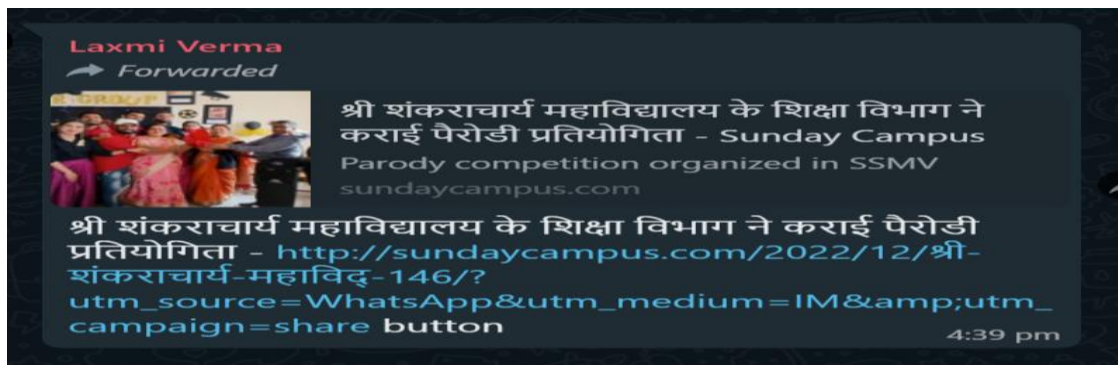 Laxmi Verma
Forwarded
GROUP
श्री शंकराचार्य महाविद्यालय के शिक्षा विभाग ने
कराई पैरोडी प्रतियोगिता - Sunday Campus
Parody competition organized in SSMV
sundaycampus.com
श्री शंकराचार्य महाविद्यालय के शिक्षा विभाग ने कराई पैरोडी
प्रतियोगिता - http://sundaycampus.com/2022/12/श्री-
शंकराचार्य-महाविद्-146/?
utm_source=WhatsApp&utm_medium=IM&amp;utm_
campaign=share button
4:39 pm